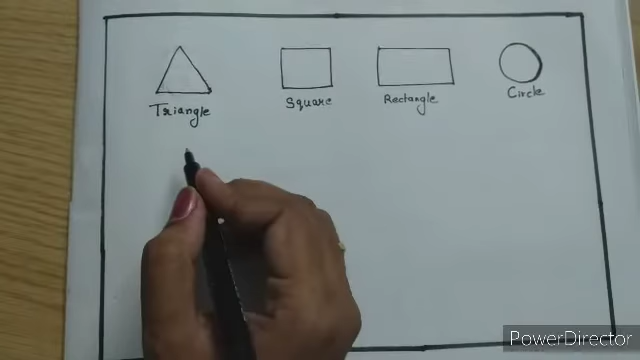 Triangle
Square
Rectangle
Circle
PowerDirector